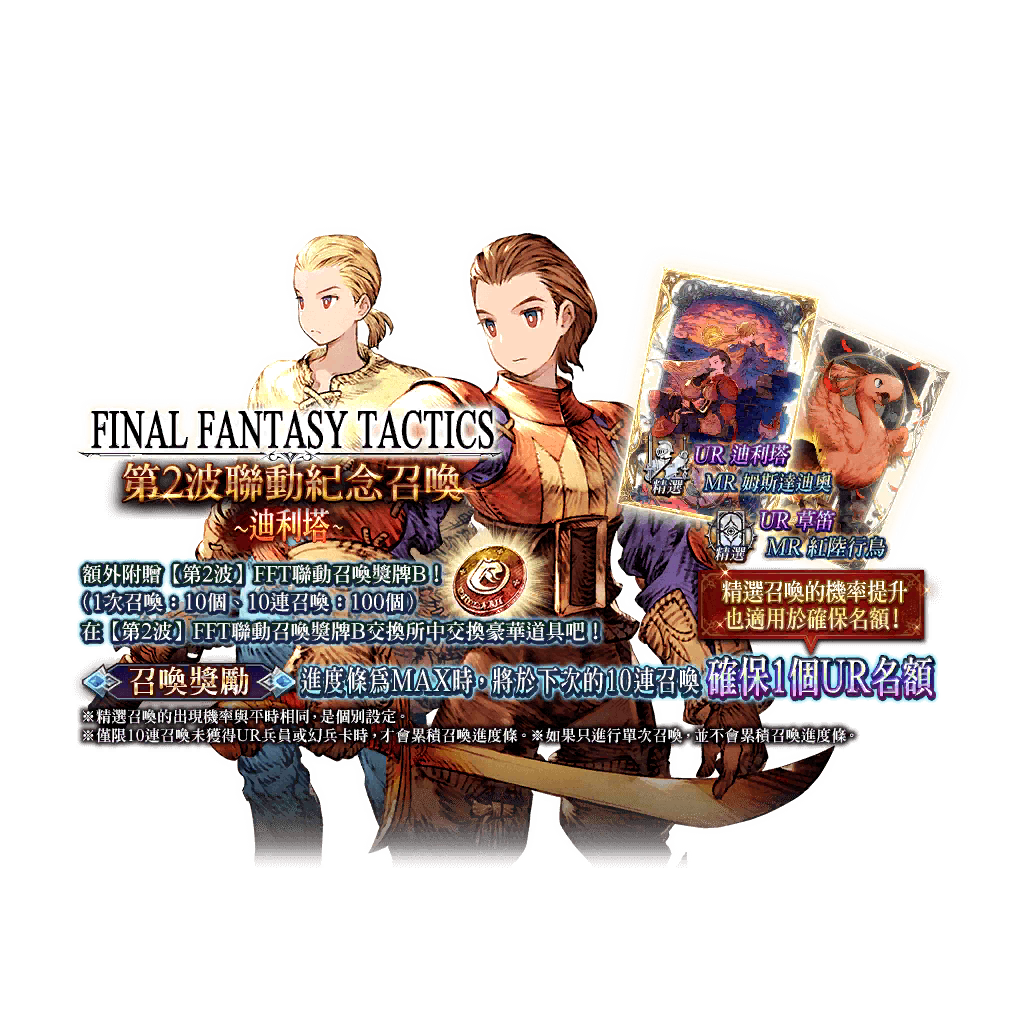 FINAL FANTASY TACTICS
第2波聯動紀念召喚
~迪利塔~
額外附贈【第2波】FFT聯動召喚獎牌B!
(1次召喚:10個、10連召喚:100個)
在【第2波】FFT聯動召喚獎牌B交換所中交換豪華道具吧!
精選
UR 迪利塔
MR 姆斯達迪奧
精選
UR 草笛
MR 紅陸行鳥
精選召喚的機率提升
也適用於確保名額!
召喚獎勵
進度條為MAX時,將於下次的10連召喚 確保1個UR名額
※精選召喚的出現機率與平時相同,是個別設定。
※僅限10連召喚未獲得UR兵員或幻兵卡時,才會累積召喚進度條。※如果只進行單次召喚,並不會累積召喚進度條。